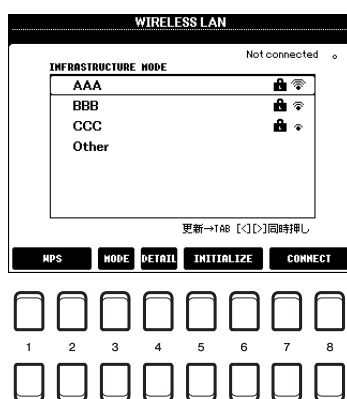 WIRELESS LAN
Not connected
INFRASTRUCTURE MODE
AAA
BBB
CCC
Other
更新→TAB [<][>]同時押し
WPS MODE DETAIL INITIALIZE CONNECT
1 2 3 4 5 6 7 8